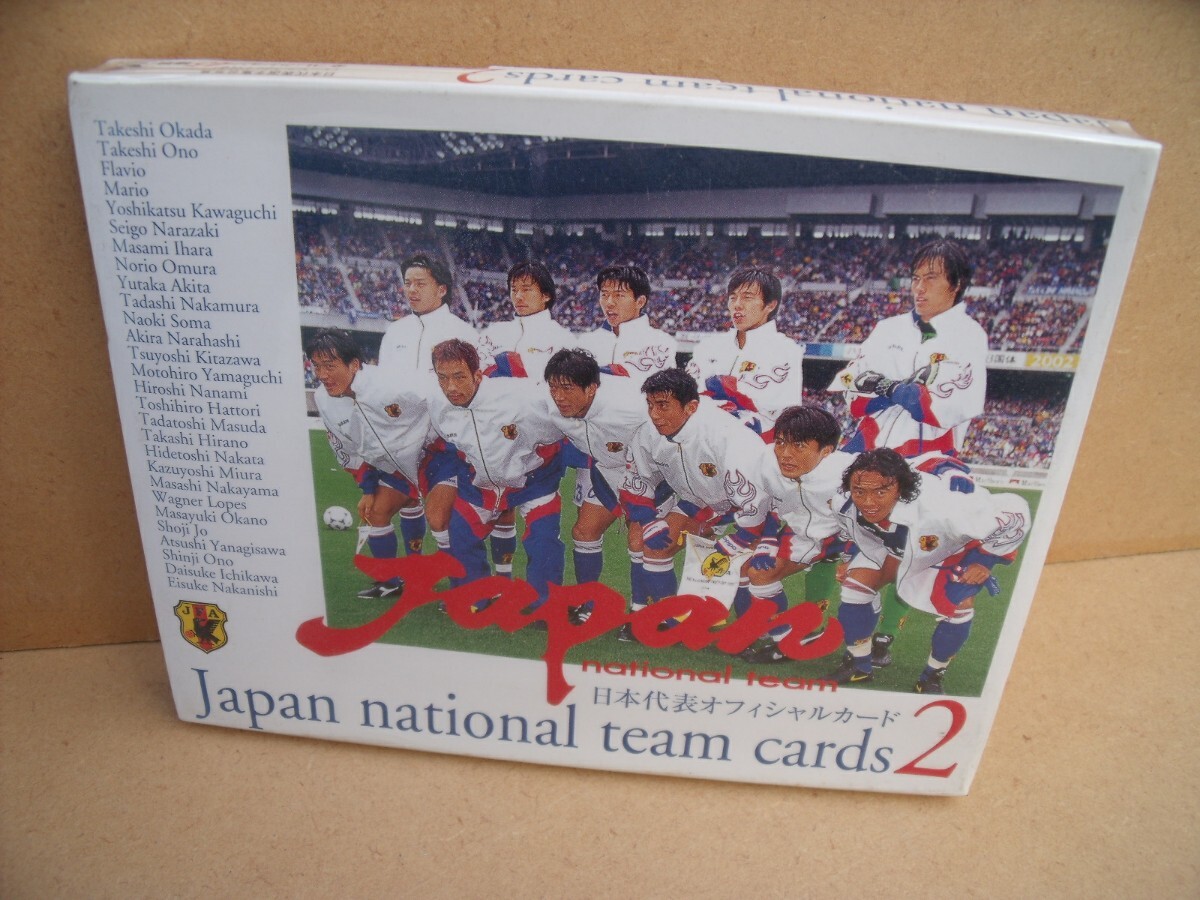 Japan national team cards 2
Takeshi Okada
Takeshi Ono
Flavio
Mario
Yoshikatsu Kawaguchi
Seigo Narazaki
Masami Ihara
Norio Omura
Yutaka Akita
Tadashi Nakamura
Naoki Soma
Akira Narahashi
Tsuyoshi Kitazawa
Motohiro Yamaguchi
Hiroshi Nanami
Toshihiro Hattori
Tadatoshi Masuda
Takashi Hirano
Hidetoshi Nakata
Kazuyoshi Miura
Masashi Nakayama
Wagner Lopes
Masayuki Okano
Shoji Jo
Atsushi Yanagisawa
Shinji Ono
Daisuke Ichikawa
Eisuke Nakanishi
JFA
国体 2002
Japan
national team
日本代表オフィシャルカード
Japan national team cards 2